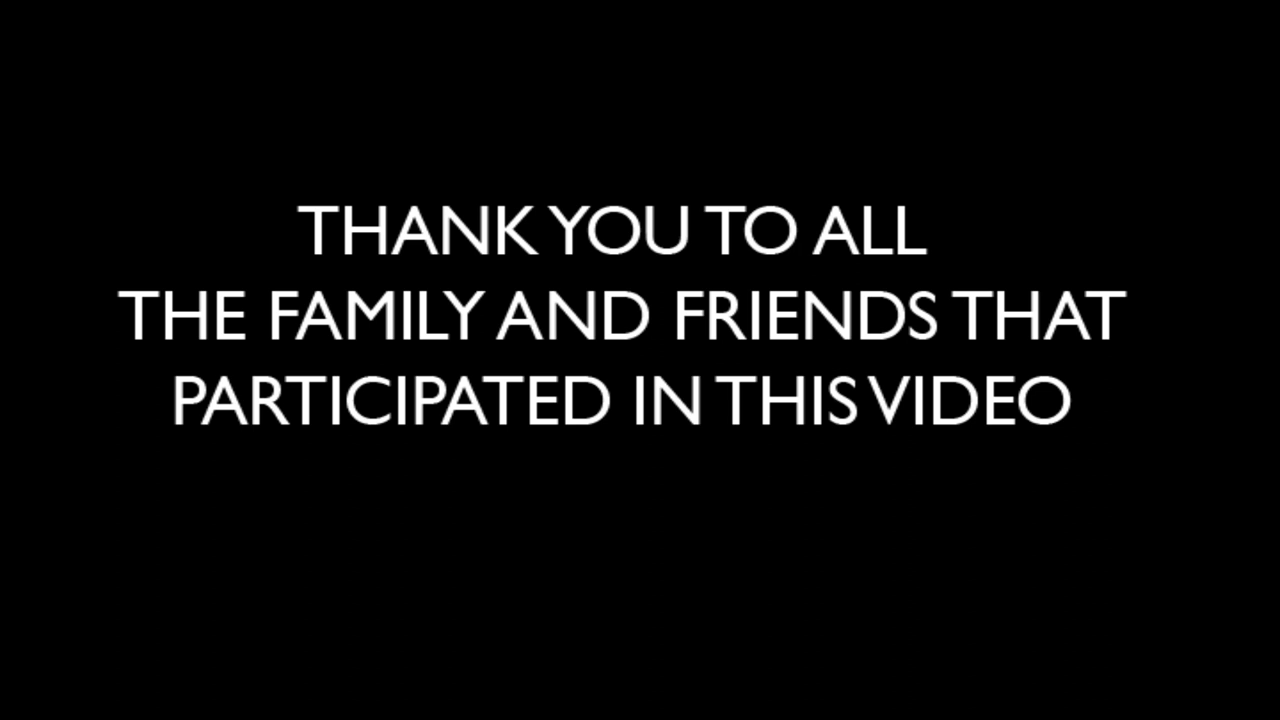 THANK YOU TO ALL
THE FAMILY AND FRIENDS THAT
PARTICIPATED IN THIS VIDEO